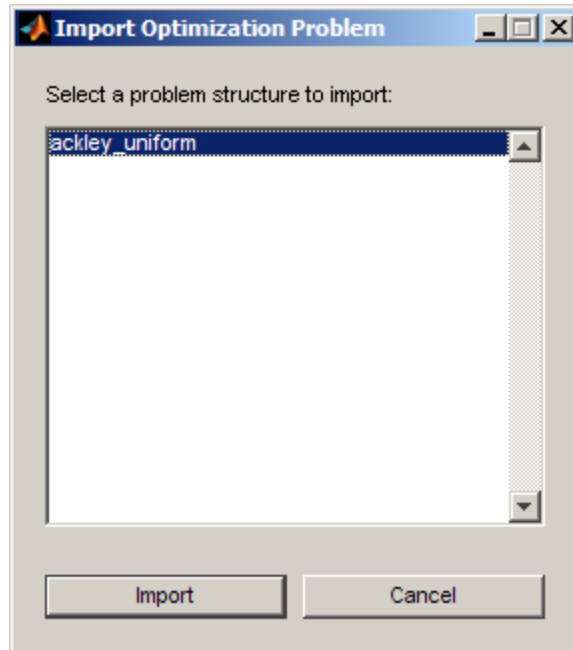 Import Optimization Problem
Select a problem structure to import:
ackley_uniform
Import
Cancel